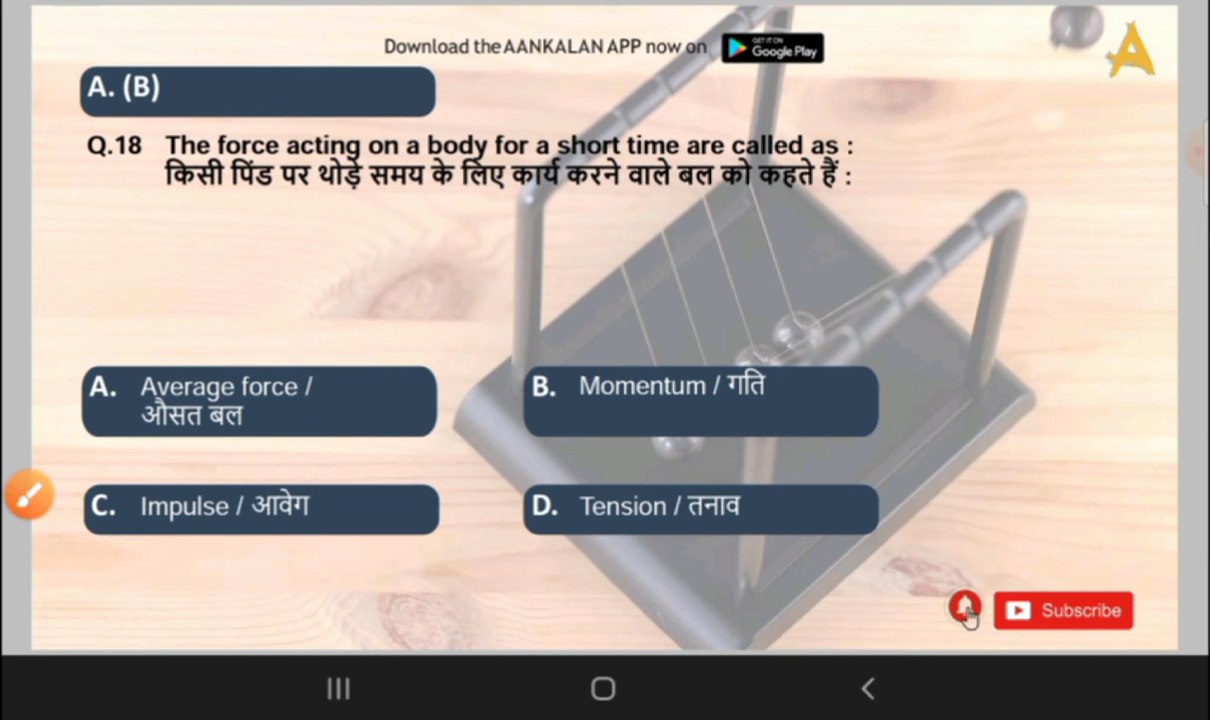 Download the AANKALAN APP now on GET IT ON Google Play
A
A. (B)
Q.18 The force acting on a body for a short time are called as :
किसी पिंड पर थोड़े समय के लिए कार्य करने वाले बल को कहते हैं :
A. Average force /
औसत बल
B. Momentum / गति
C. Impulse / आवेग
D. Tension / तनाव
Subscribe